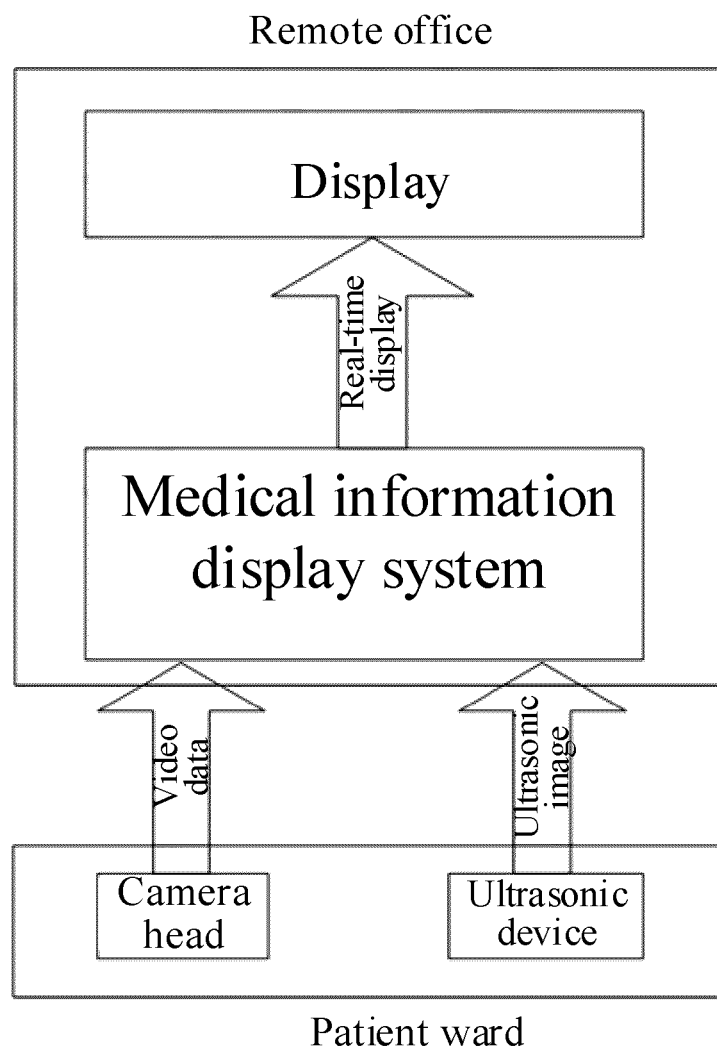 Remote office
Display
Real-time
display
Medical information
display system
Video
data
Ultrasonic
image
Camera
head
Ultrasonic
device
Patient ward